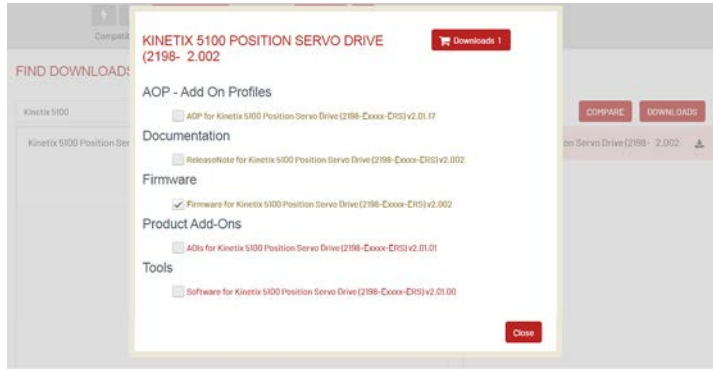 Compatib
FIND DOWNLOADS
Kinetix 5100
COMPARE
DOWNLOADS
Kinetix 5100 Position Ser
on Servo Drive (2198- 2.002
KINETIX 5100 POSITION SERVO DRIVE
(2198- 2.002
Downloads 1
AOP - Add On Profiles
AOP for Kinetix 5100 Position Servo Drive (2198-Exxxx-ERS) v2.01.17
Documentation
ReleaseNote for Kinetix 5100 Position Servo Drive (2198-Exxxx-ERS) v2.002
Firmware
Firmware for Kinetix 5100 Position Servo Drive (2198-Exxxx-ERS) v2.002
Product Add-Ons
AOIs for Kinetix 5100 Position Servo Drive (2198-Exxxx-ERS) v2.01.01
Tools
Software for Kinetix 5100 Position Servo Drive (2198-Exxxx-ERS) v2.01.00
Close